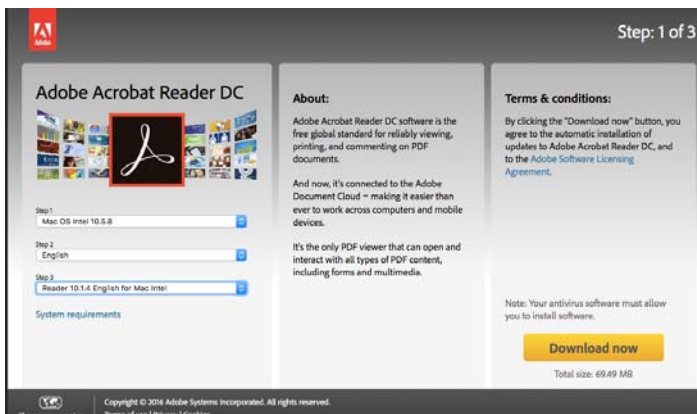 Adobe
Step: 1 of 3
Adobe Acrobat Reader DC
Step 1
Mac OS Intel 10.5.8
Step 2
English
Step 3
Reader 10.1.4 English for Mac Intel
System requirements
About:
Adobe Acrobat Reader DC software is the
free global standard for reliably viewing,
printing, and commenting on PDF
documents.
And now, it's connected to the Adobe
Document Cloud – making it easier than
ever to work across computers and mobile
devices.
It's the only PDF viewer that can open and
interact with all types of PDF content,
including forms and multimedia.
Terms & conditions:
By clicking the "Download now" button, you
agree to the automatic installation of
updates to Adobe Acrobat Reader DC, and
to the Adobe Software Licensing
Agreement.
Note: Your antivirus software must allow
you to install software.
Download now
Total size: 69.49 MB
Copyright © 2016 Adobe Systems Incorporated. All rights reserved.
Terms of use | Privacy | Cookies